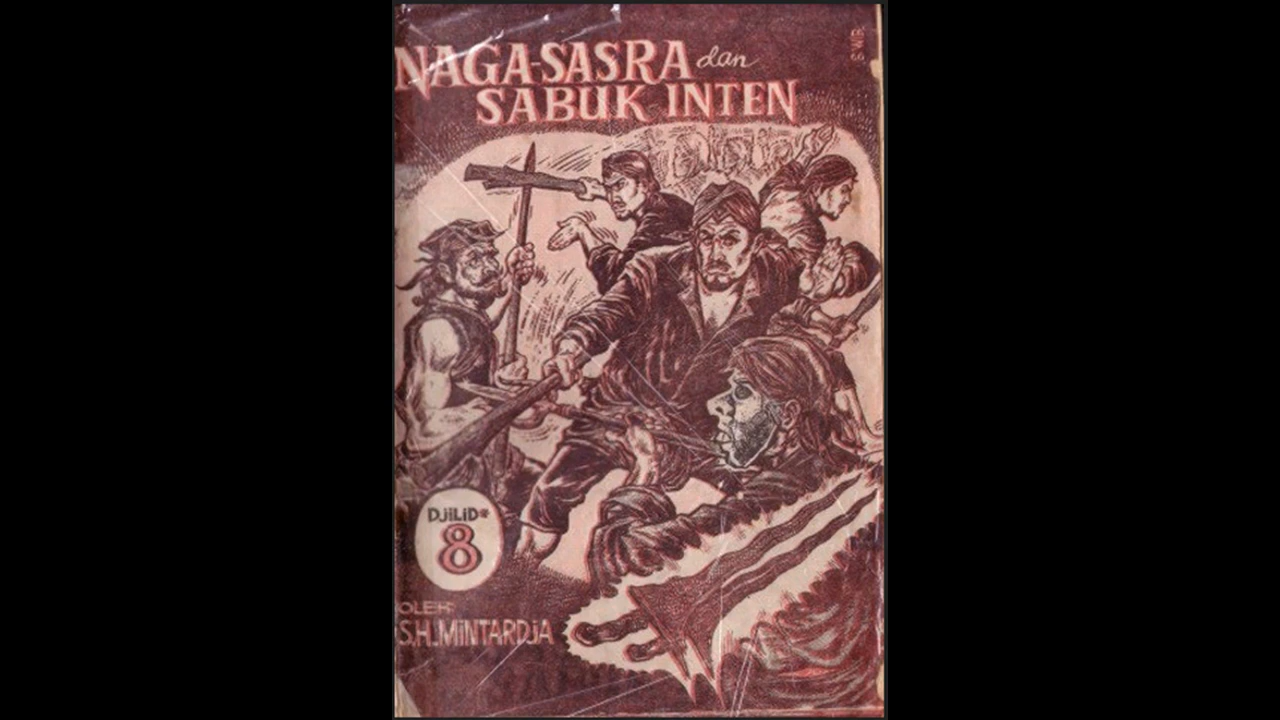 NAGA-SASRA dan
SABUK INTEN
DJILID
8
OLEH:
S.H. MINTARDJA